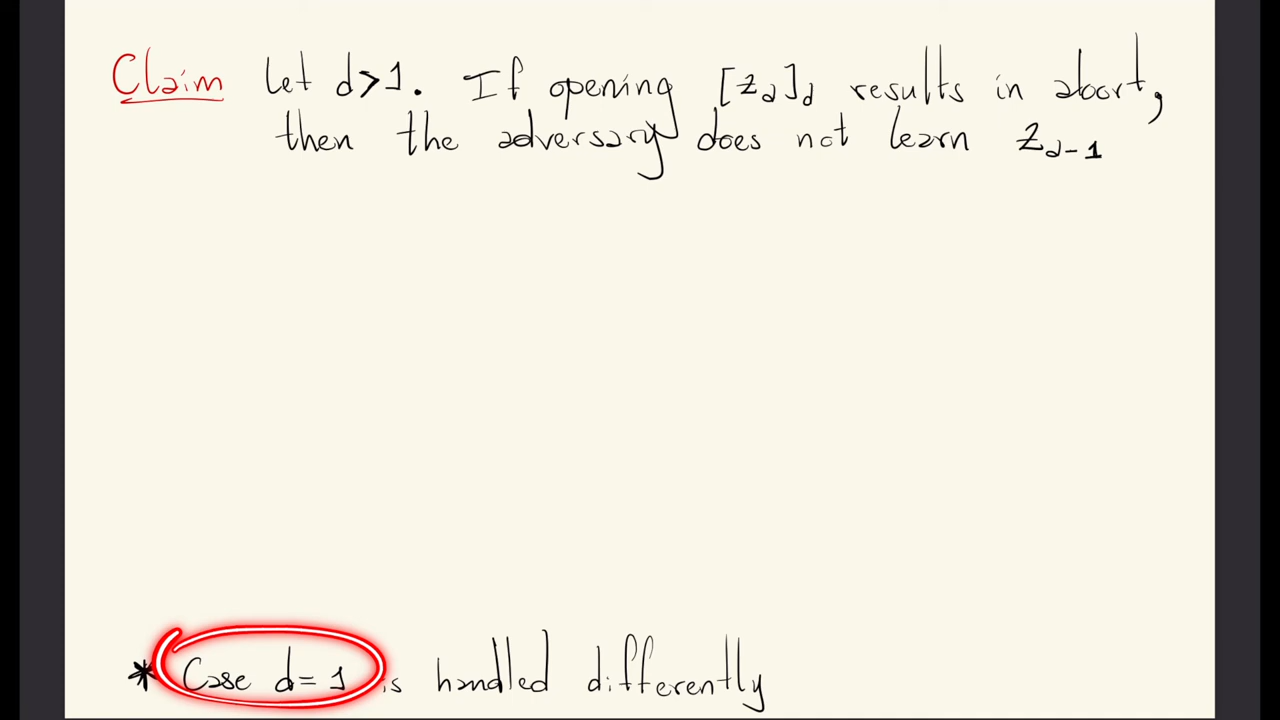 Claim Let d>1. If opening [z_d]_d results in abort,
then the adversary does not learn z_{d-1}
* Case d=1 is handled differently